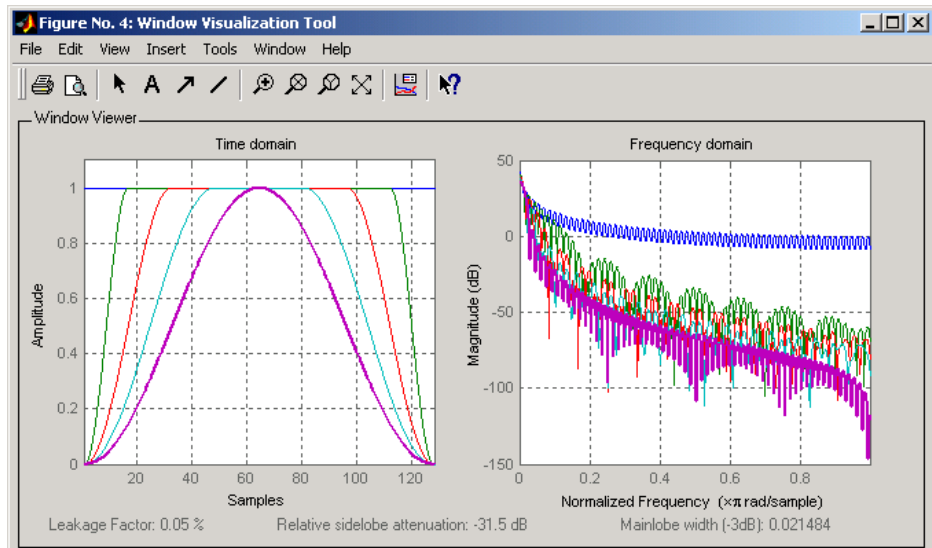 Figure No. 4: Window Visualization Tool
File Edit View Insert Tools Window Help
A
Window Viewer
Time domain
Frequency domain
1
0.8
0.6
0.4
0.2
0
Amplitude
20 40 60 80 100 120
Samples
50
0
-50
-100
-150
Magnitude (dB)
0 0.2 0.4 0.6 0.8
Normalized Frequency (×π rad/sample)
Leakage Factor: 0.05 % Relative sidelobe attenuation: -31.5 dB Mainlobe width (-3dB): 0.021484